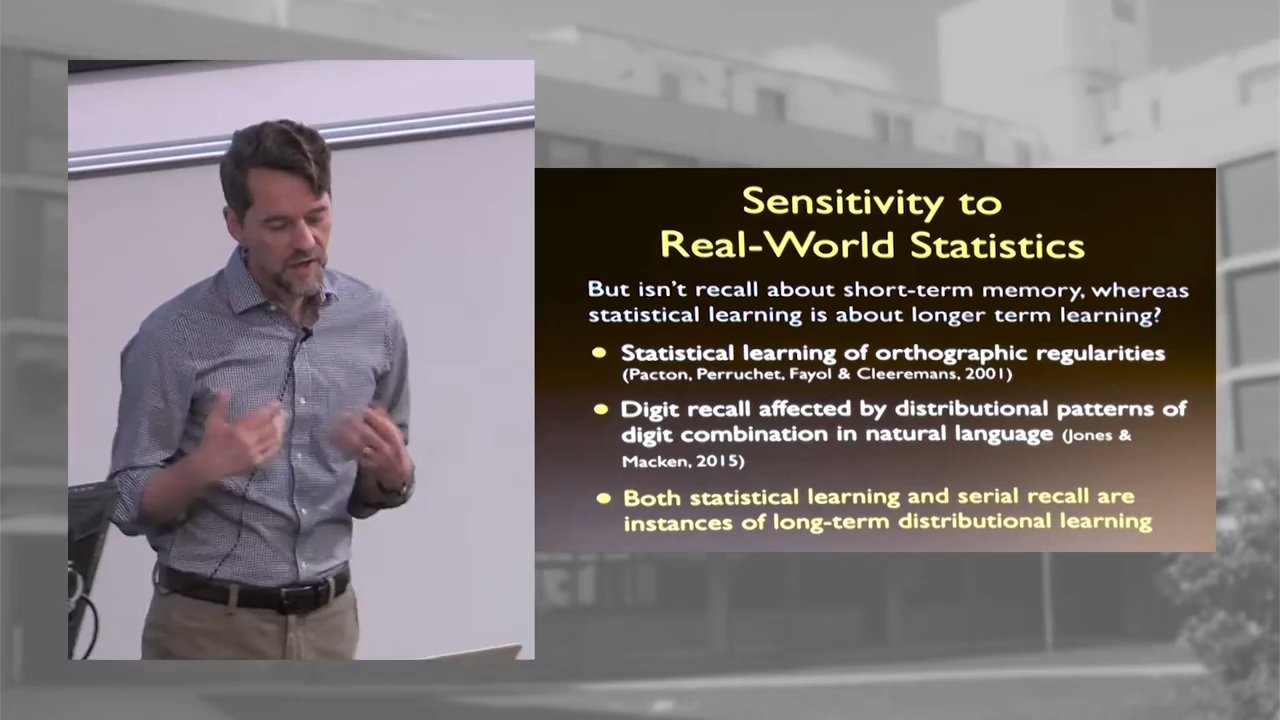 Sensitivity to
Real-World Statistics
But isn't recall about short-term memory, whereas
statistical learning is about longer term learning?
• Statistical learning of orthographic regularities
(Pacton, Perruchet, Fayol & Cleeremans, 2001)
• Digit recall affected by distributional patterns of
digit combination in natural language (Jones &
Macken, 2015)
• Both statistical learning and serial recall are
instances of long-term distributional learning